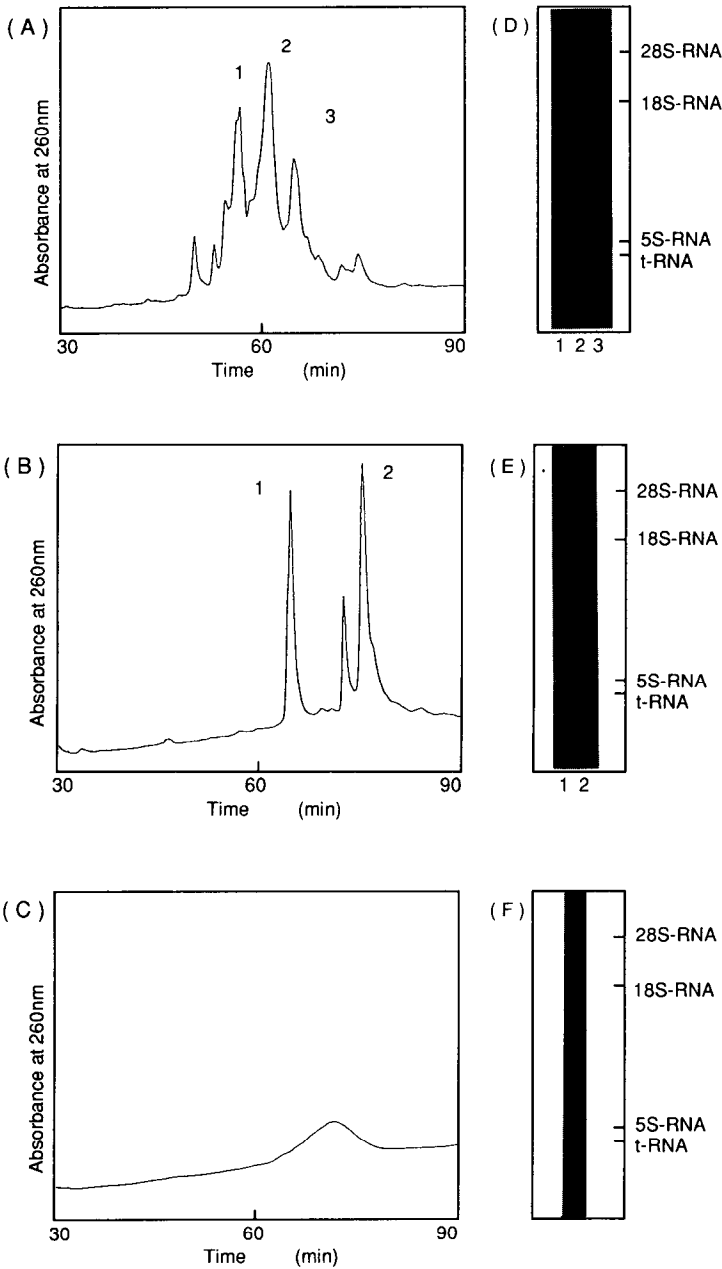 (A)
1
2
3
Absorbance at 260nm
30
60
90
Time (min)
(D)
28S-RNA
18S-RNA
5S-RNA
t-RNA
1 2 3
(B)
1
2
Absorbance at 260nm
30
60
90
Time (min)
(E)
28S-RNA
18S-RNA
5S-RNA
t-RNA
1 2
(C)
Absorbance at 260nm
30
60
90
Time (min)
(F)
28S-RNA
18S-RNA
5S-RNA
t-RNA